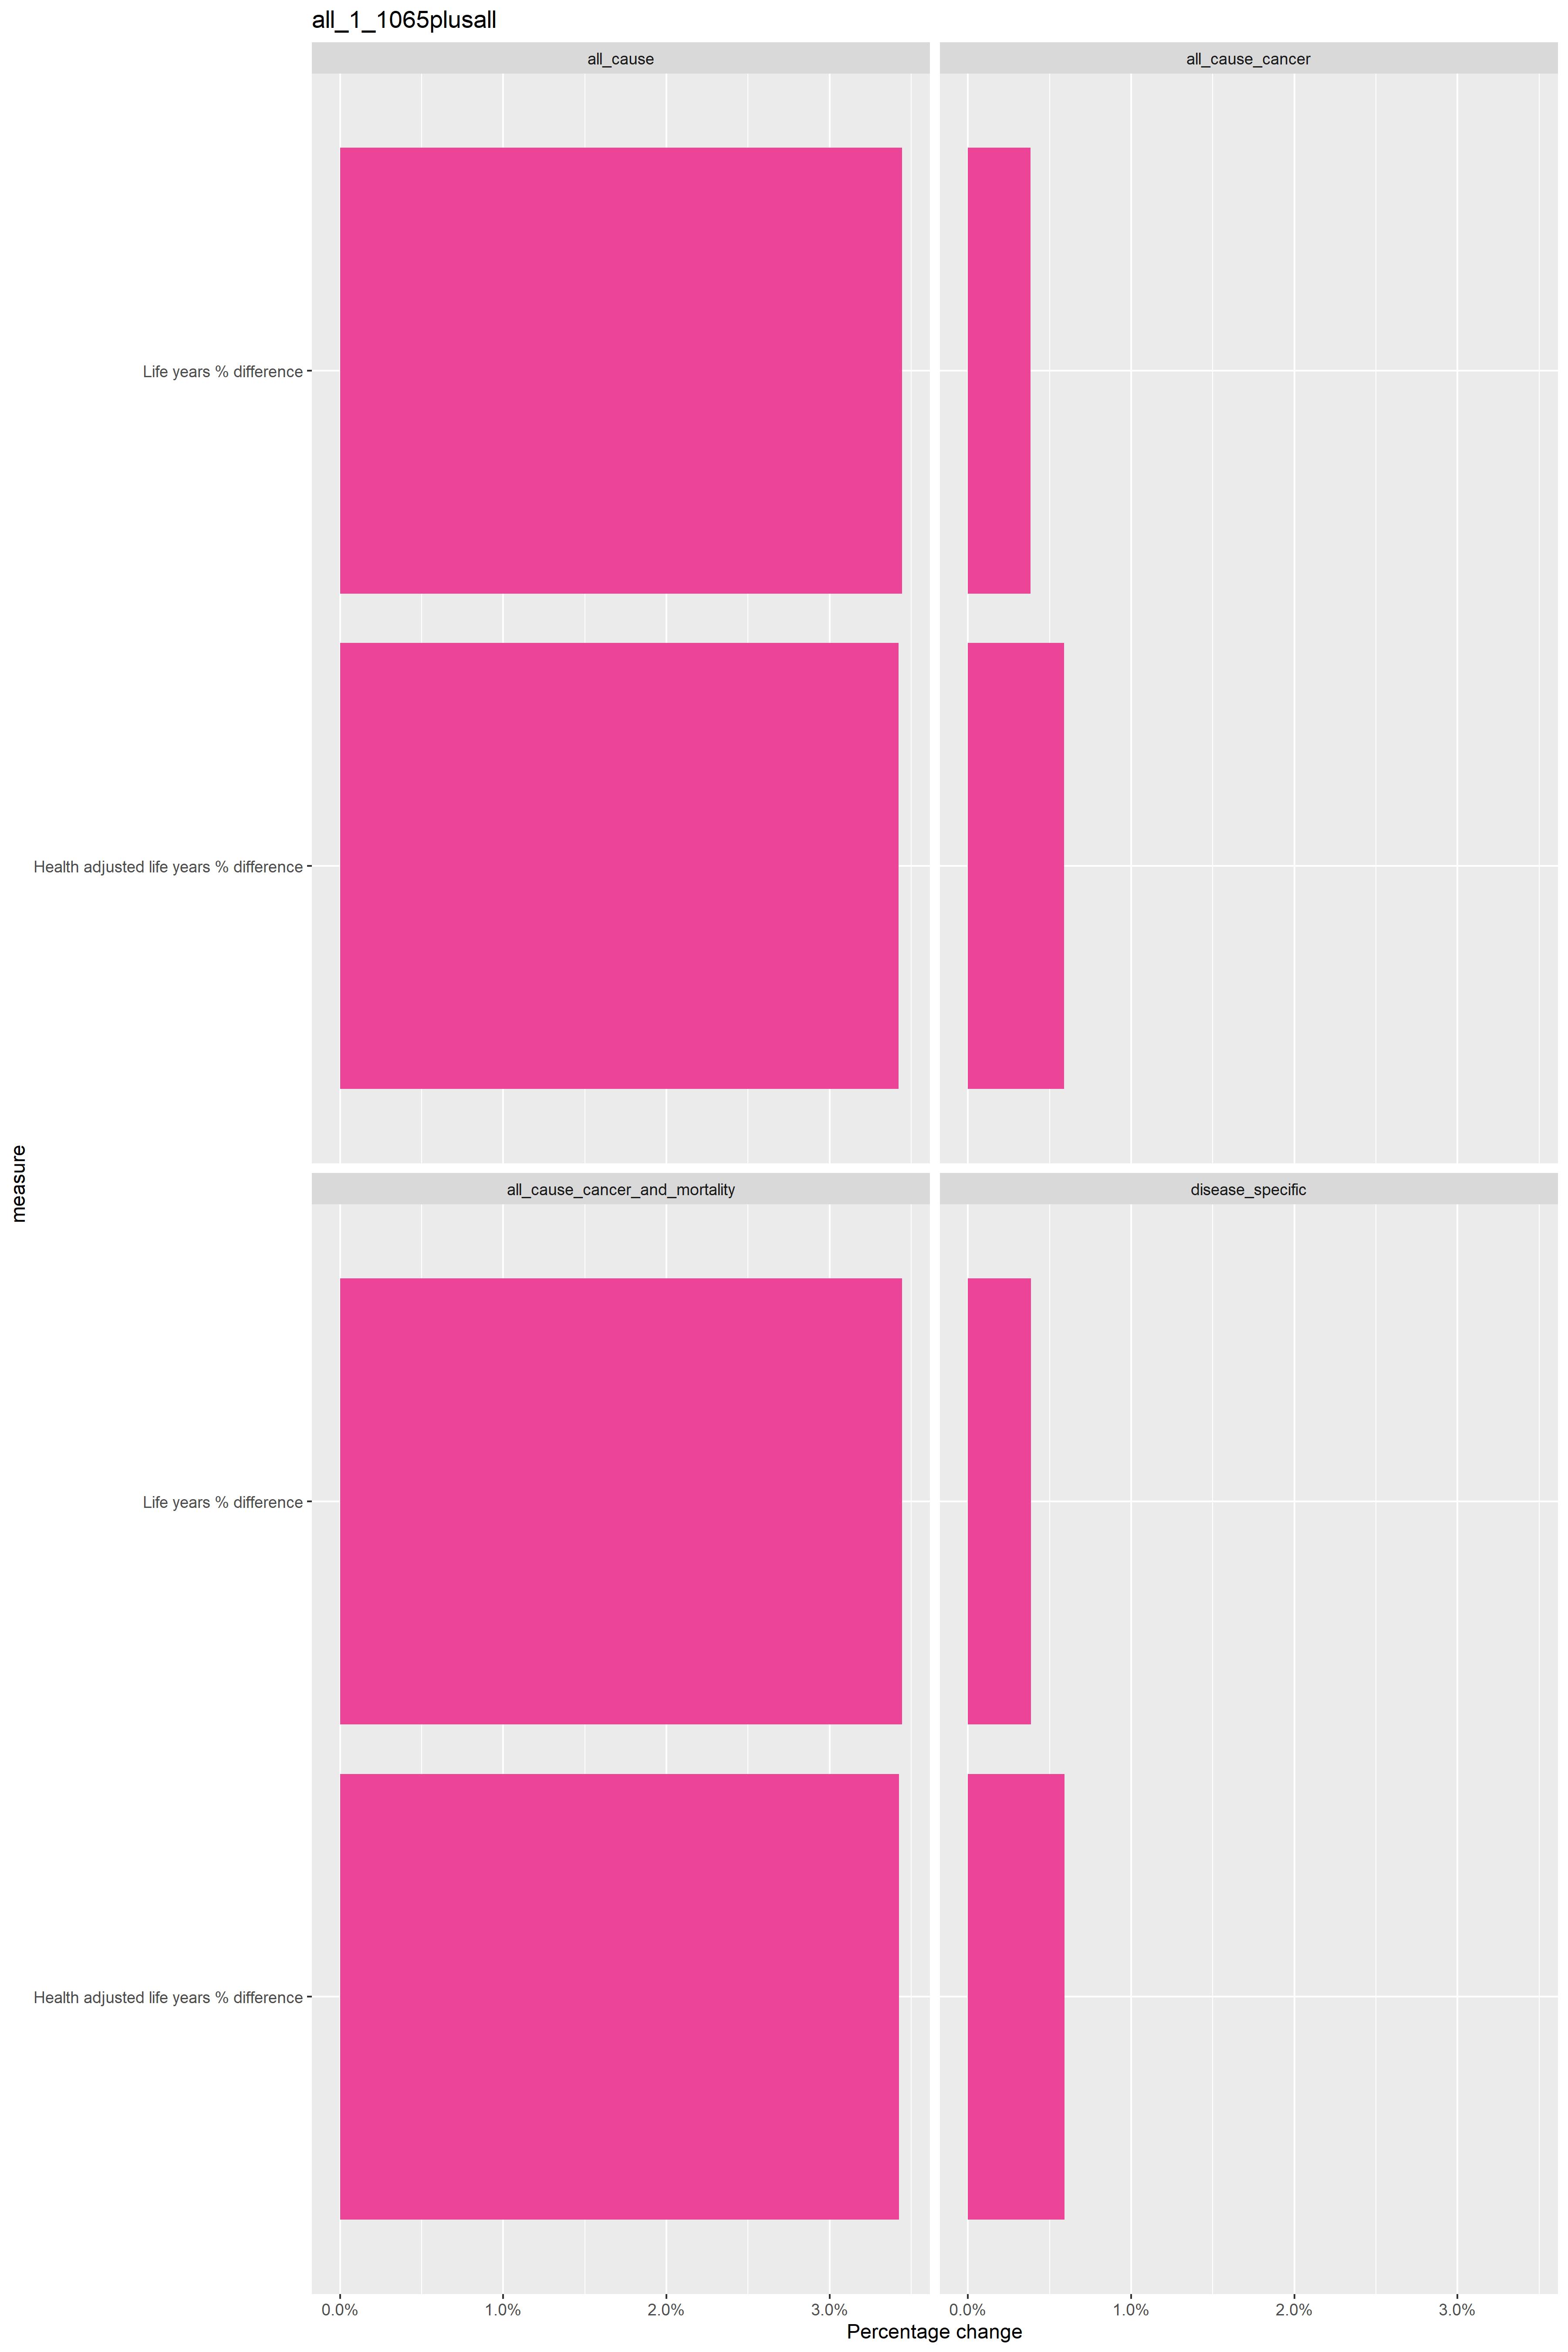 all_1_1065plusall
all_cause
all_cause_cancer
Life years % difference
Health adjusted life years % difference
measure
all_cause_cancer_and_mortality
disease_specific
Life years % difference
Health adjusted life years % difference
0.0% 1.0% 2.0% 3.0%
0.0% 1.0% 2.0% 3.0%
Percentage change